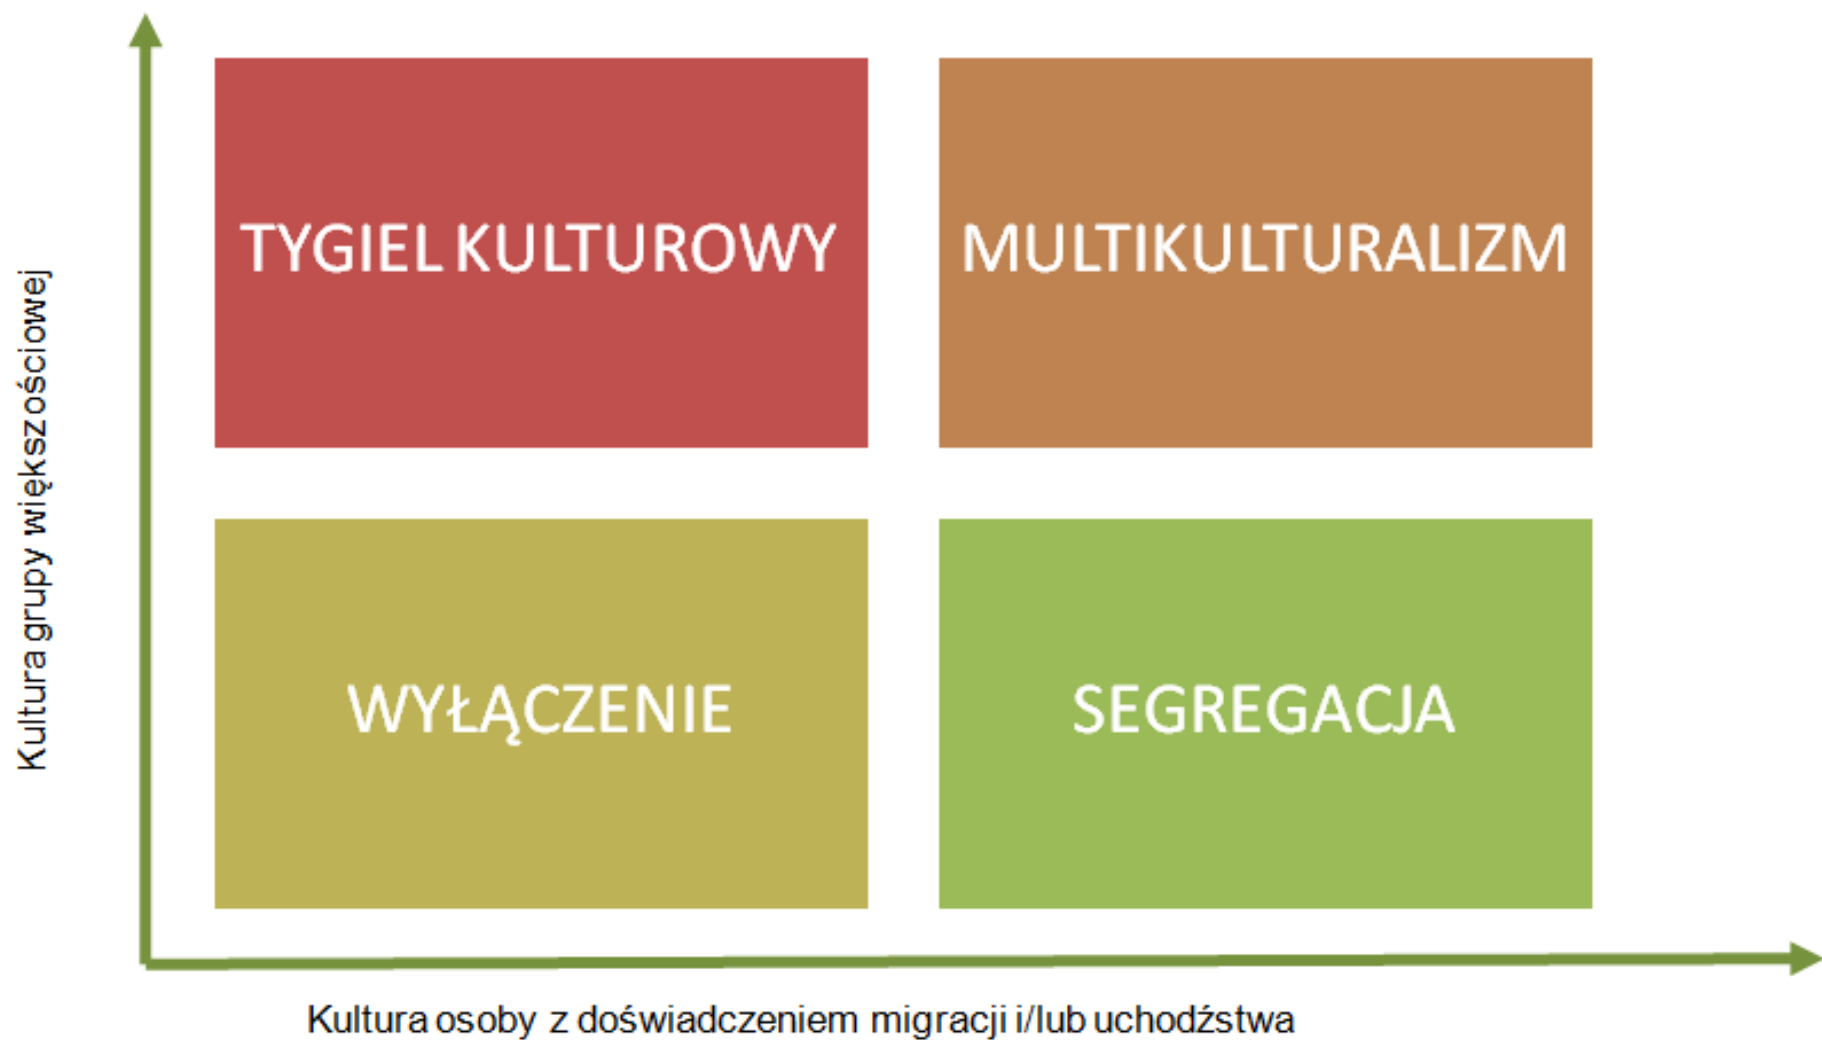 Kultura grupy większościowej
TYGIEL KULTUROWY
MULTIKULTURALIZM
WYŁĄCZENIE
SEGREGACJA
Kultura osoby z doświadczeniem migracji i/lub uchodźstwa